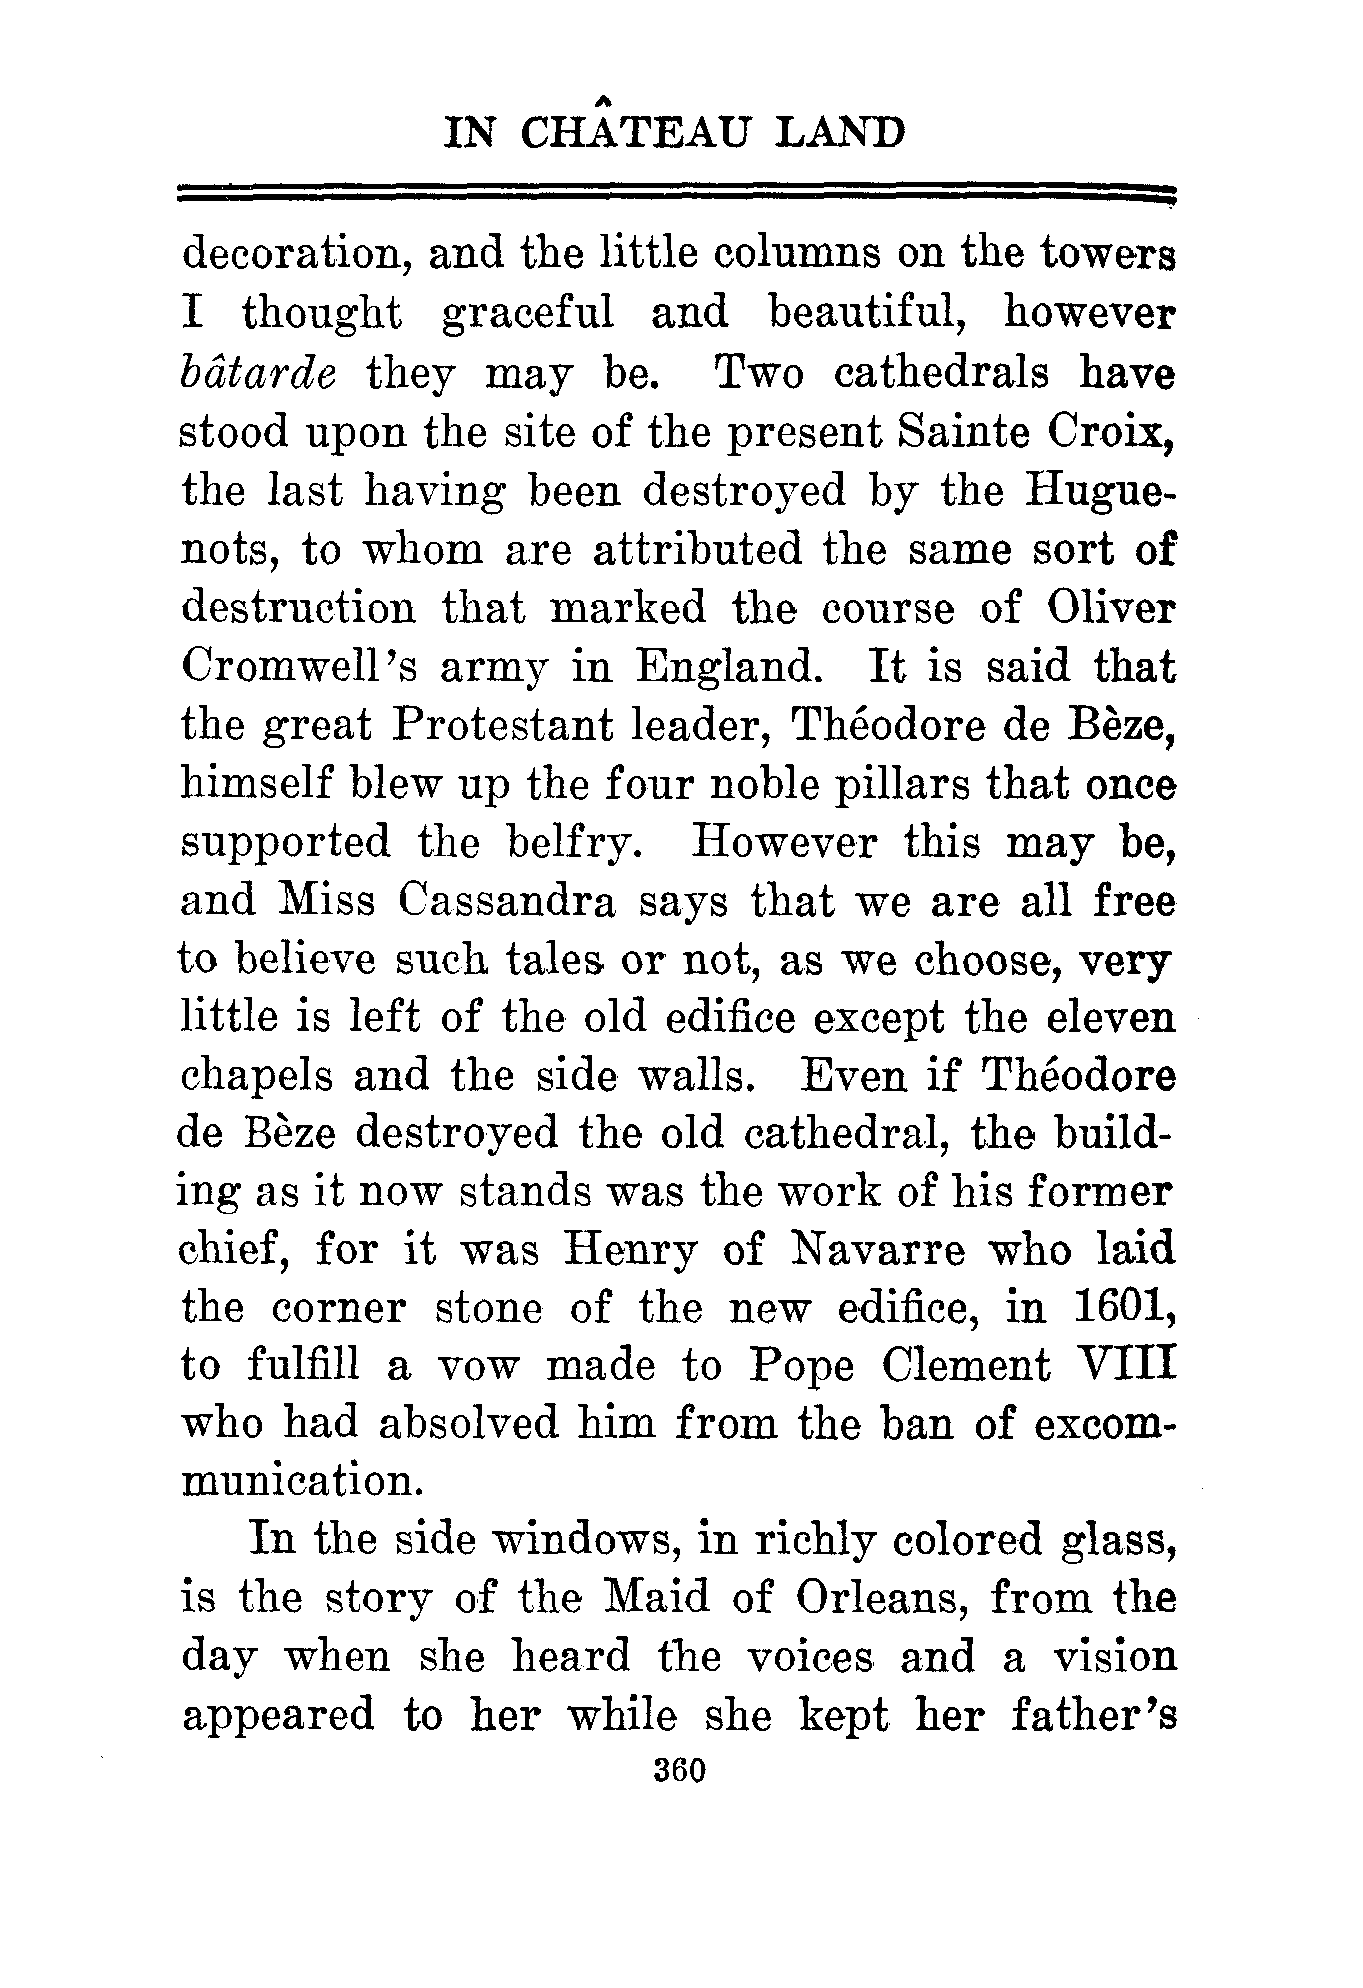 IN CHÂTEAU LAND
decoration, and the little columns on the towers
I thought graceful and beautiful, however
bâtarde they may be. Two cathedrals have
stood upon the site of the present Sainte Croix,
the last having been destroyed by the Hugue-
nots, to whom are attributed the same sort of
destruction that marked the course of Oliver
Cromwell's army in England. It is said that
the great Protestant leader, Théodore de Bèze,
himself blew up the four noble pillars that once
supported the belfry. However this may be,
and Miss Cassandra says that we are all free
to believe such tales or not, as we choose, very
little is left of the old edifice except the eleven
chapels and the side walls. Even if Théodore
de Bèze destroyed the old cathedral, the build-
ing as it now stands was the work of his former
chief, for it was Henry of Navarre who laid
the corner stone of the new edifice, in 1601,
to fulfill a vow made to Pope Clement VIII
who had absolved him from the ban of excom-
munication.
In the side windows, in richly colored glass,
is the story of the Maid of Orleans, from the
day when she heard the voices and a vision
appeared to her while she kept her father's
360